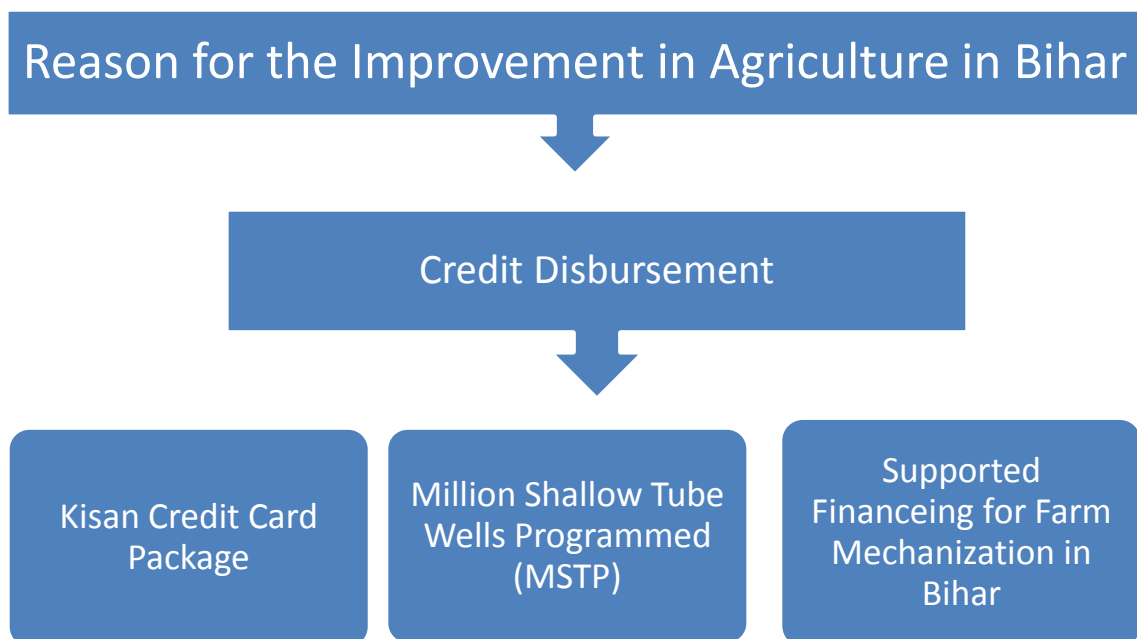 Reason for the Improvement in Agriculture in Bihar
Credit Disbursement
Kisan Credit Card
Package
Million Shallow Tube
Wells Programmed
(MSTP)
Supported
Financeing for Farm
Mechanization in
Bihar